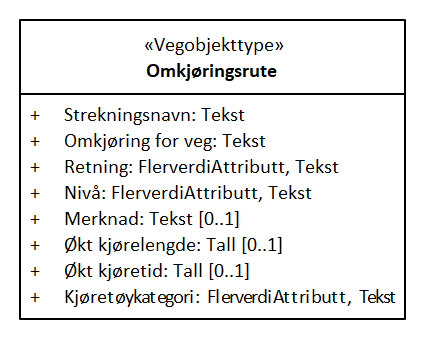 «Vegobjekttype»
Omkjøringsrute
+ Strekningsnavn: Tekst
+ Omkjøring for veg: Tekst
+ Retning: FlerverdiAttributt, Tekst
+ Nivå: FlerverdiAttributt, Tekst
+ Merknad: Tekst [0..1]
+ Økt kjørelengde: Tall [0..1]
+ Økt kjøretid: Tall [0..1]
+ Kjøretøykategori: FlerverdiAttributt, Tekst